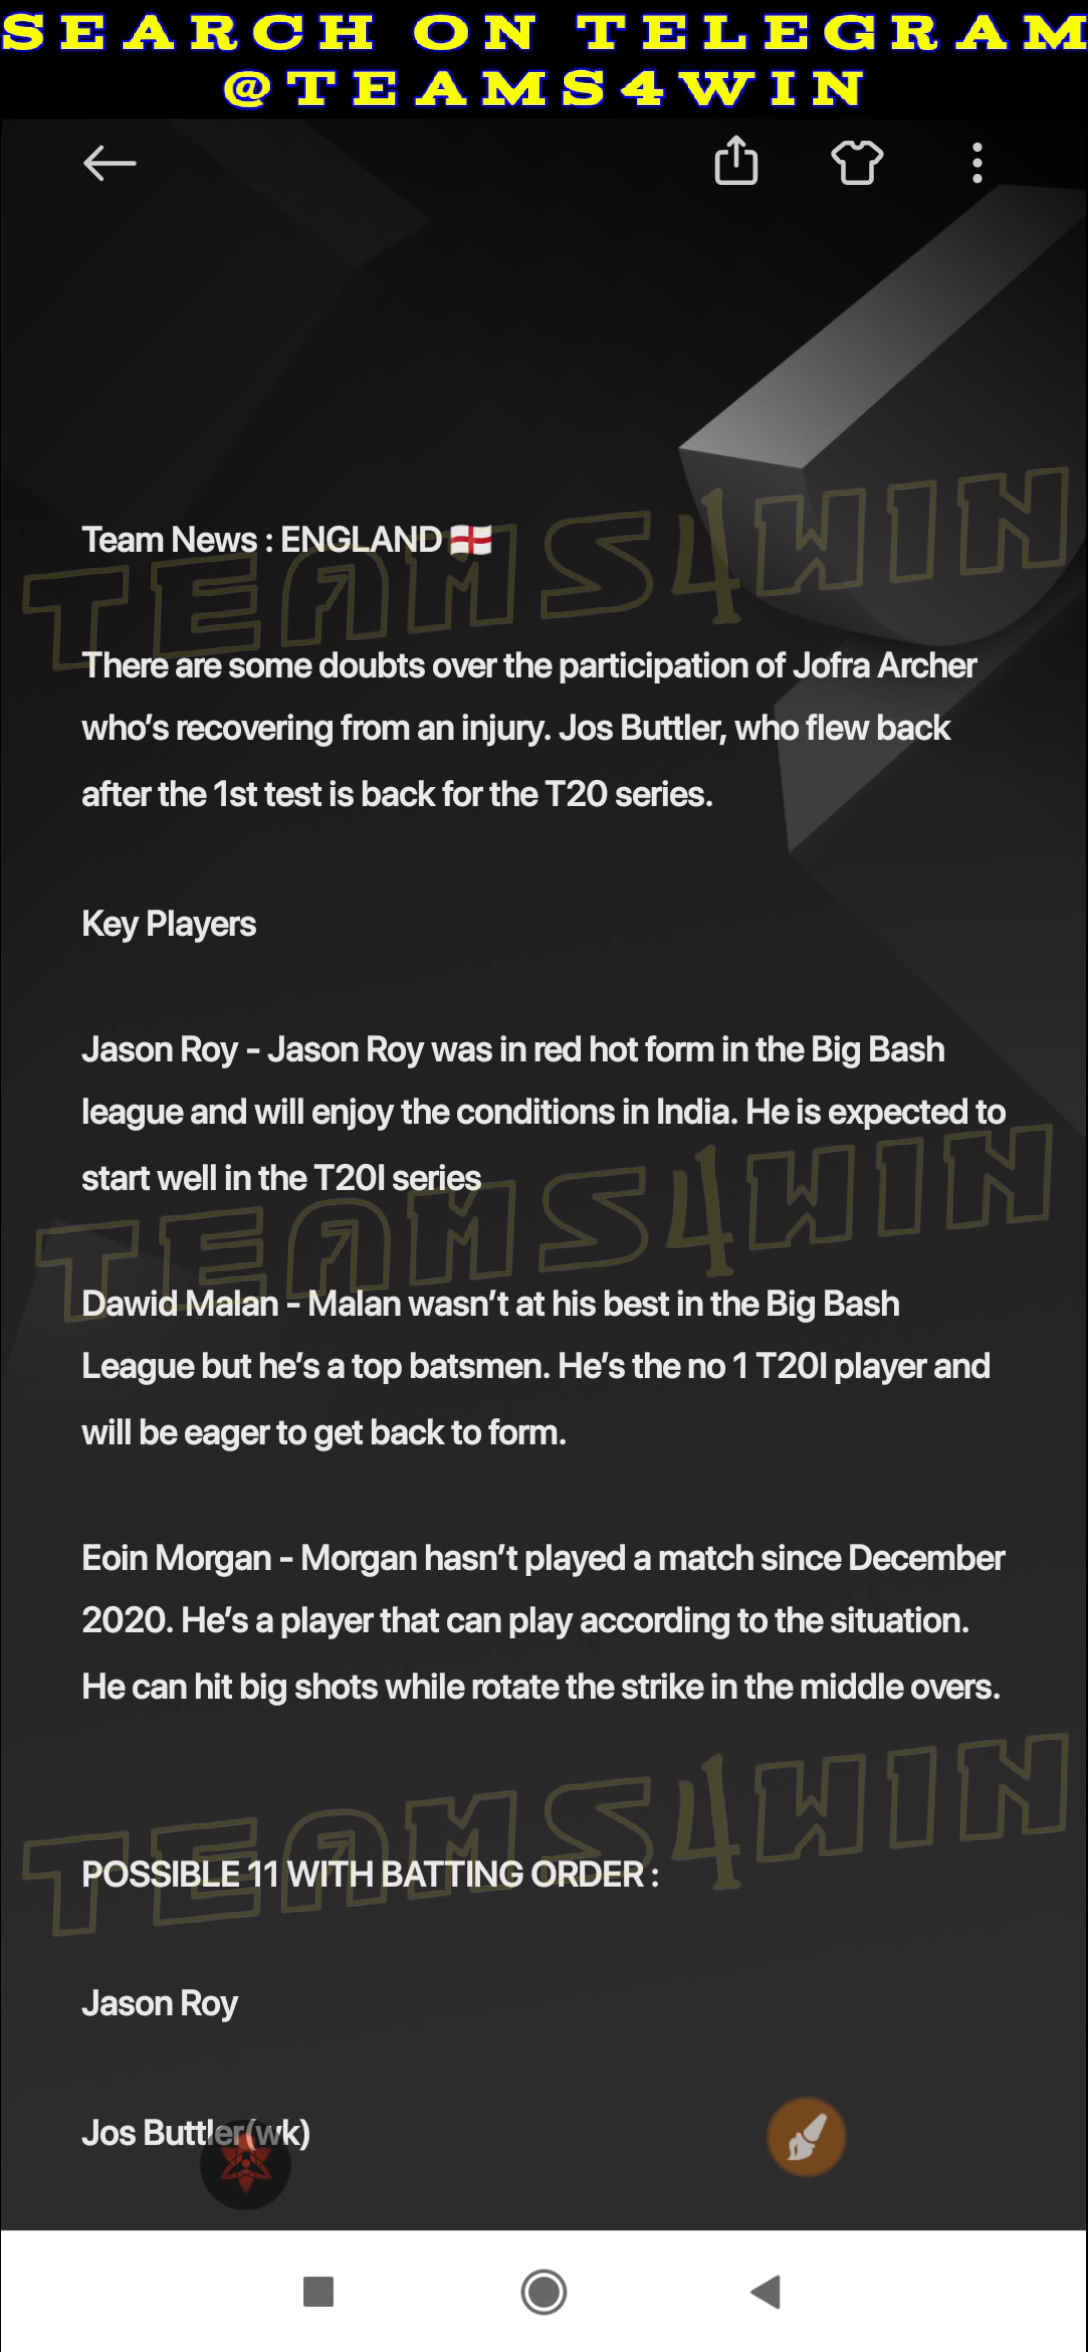 SEARCH ON TELEGRAM
@TEAMS4WIN
Team News : ENGLAND 🏴󠁧󠁢󠁥󠁮󠁧󠁿
TEAMS4WIN
There are some doubts over the participation of Jofra Archer
who’s recovering from an injury. Jos Buttler, who flew back
after the 1st test is back for the T20 series.
Key Players
Jason Roy - Jason Roy was in red hot form in the Big Bash
league and will enjoy the conditions in India. He is expected to
start well in the T20I series
TEAMS4WIN
Dawid Malan - Malan wasn’t at his best in the Big Bash
League but he’s a top batsmen. He’s the no 1 T20I player and
will be eager to get back to form.
Eoin Morgan - Morgan hasn’t played a match since December
2020. He’s a player that can play according to the situation.
He can hit big shots while rotate the strike in the middle overs.
TEAMS4WIN
POSSIBLE 11 WITH BATTING ORDER :
Jason Roy
Jos Buttler(wk)